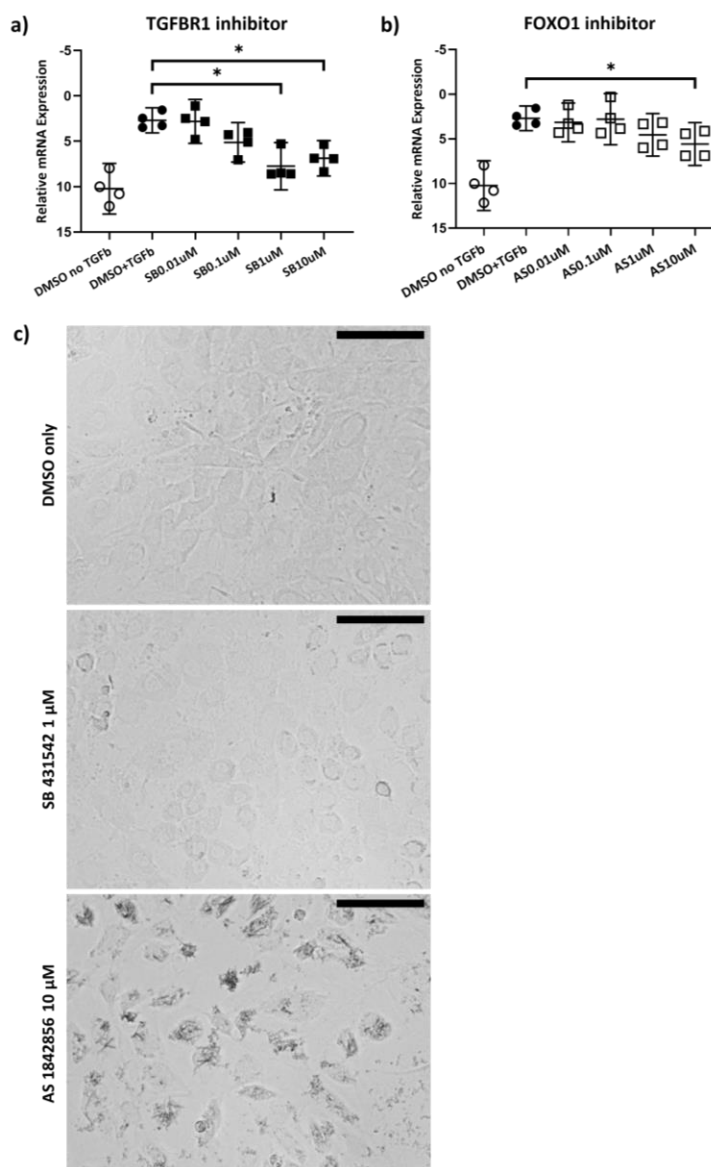 a)
TGFBR1 inhibitor
Relative mRNA Expression
-5
0
5
10
15
*
*
DMSO no TGFb
DMSO+TGFb
SB0.01uM
SB0.1uM
SB1uM
SB10uM
b)
FOXO1 inhibitor
Relative mRNA Expression
-5
0
5
10
15
*
DMSO no TGFb
DMSO+TGFb
AS0.01uM
AS0.1uM
AS1uM
AS10uM
c)
DMSO only
SB 431542 1 µM
AS 1842856 10 µM